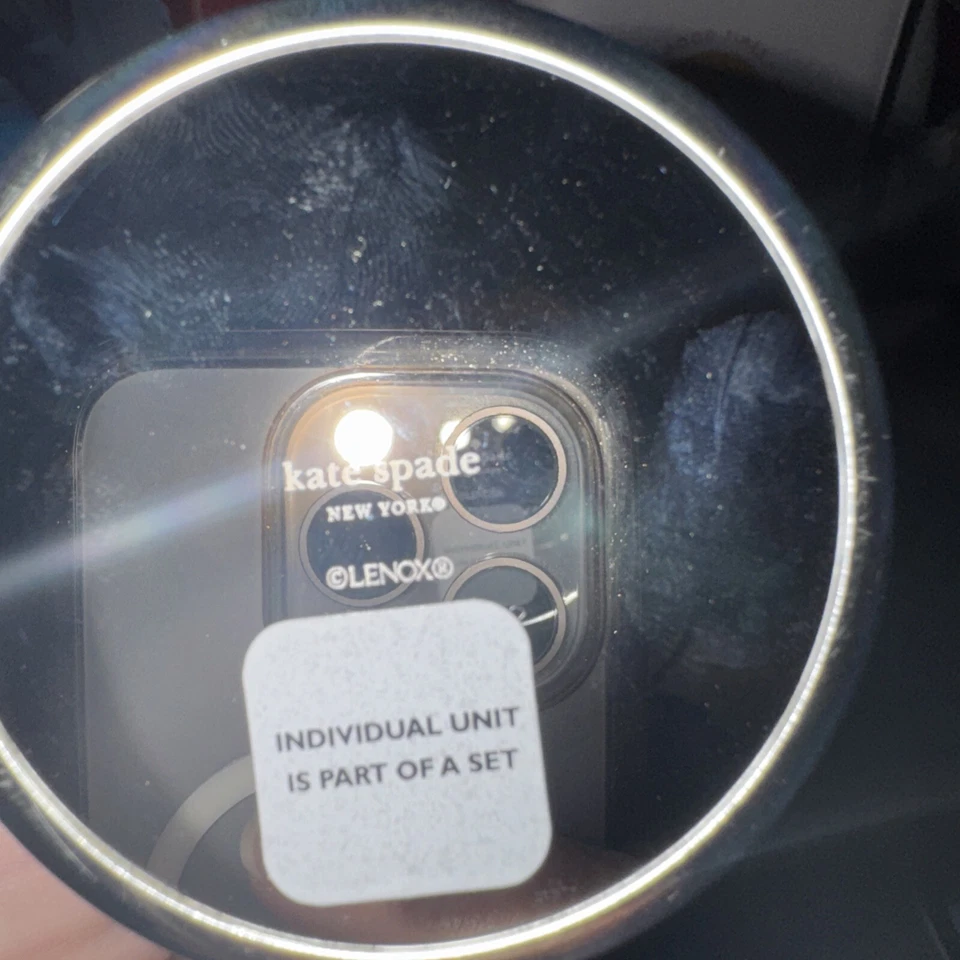 kate spade
NEW YORK®
©LENOX®
INDIVIDUAL UNIT
IS PART OF A SET